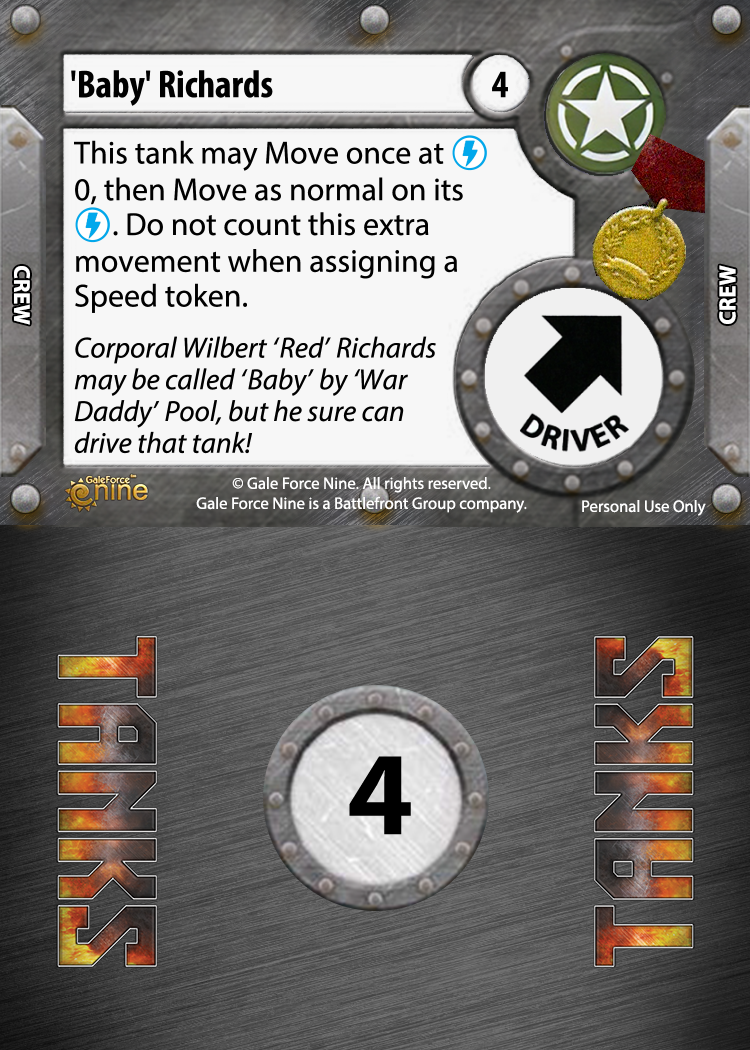 'Baby' Richards
4
This tank may Move once at
0, then Move as normal on its
. Do not count this extra
movement when assigning a
Speed token.
Corporal Wilbert ‘Red’ Richards
may be called ‘Baby’ by ‘War
Daddy’ Pool, but he sure can
drive that tank!
CREW
CREW
DRIVER
GaleForce™
nine
© Gale Force Nine. All rights reserved.
Gale Force Nine is a Battlefront Group company.
Personal Use Only
TANKS
4
TANKS